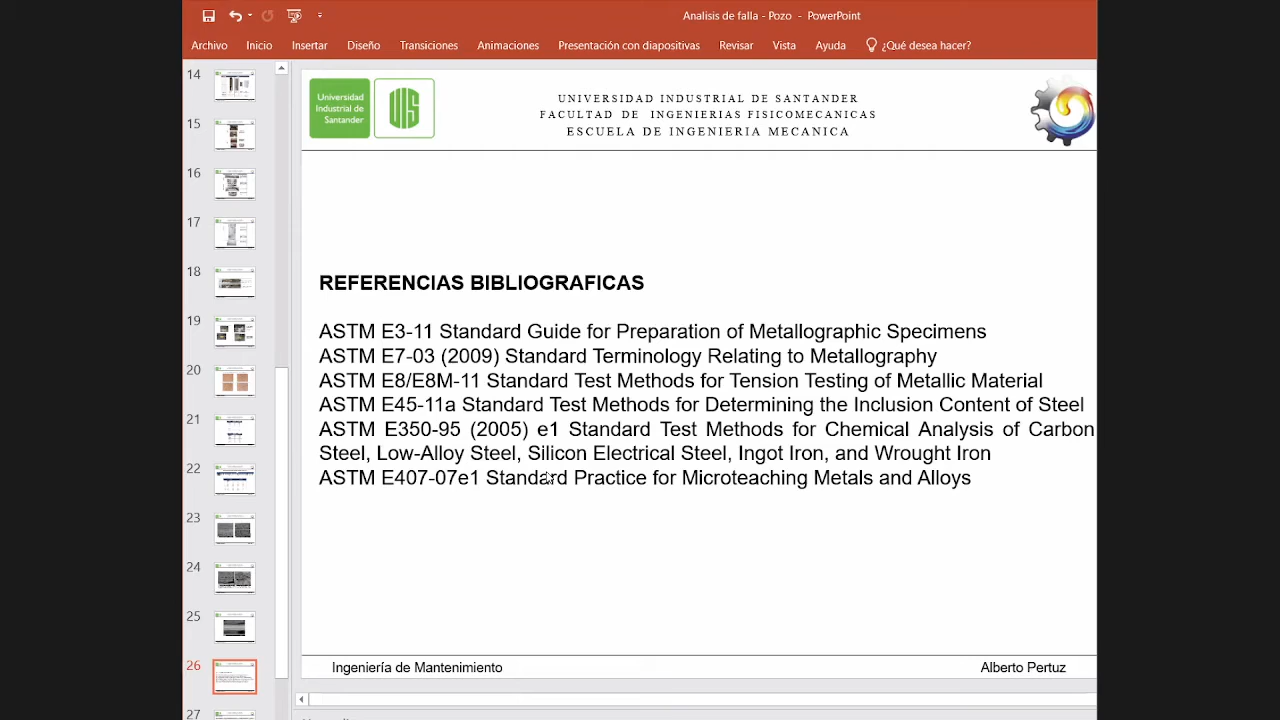 Analisis de falla - Pozo - PowerPoint
Archivo Inicio Insertar Diseño Transiciones Animaciones Presentación con diapositivas Revisar Vista Ayuda ¿Qué desea hacer?
14
15
16
17
18
19
20
21
22
23
24
25
26
27
Universidad
Industrial de
Santander
UIS
UNIVERSIDAD INDUSTRIAL DE SANTANDER
FACULTAD DE INGENIERIAS FISICOMECANICAS
ESCUELA DE INGENIERIA MECANICA
REFERENCIAS BIBLIOGRAFICAS
ASTM E3-11 Standard Guide for Preparation of Metallographic Specimens
ASTM E7-03 (2009) Standard Terminology Relating to Metallography
ASTM E8/E8M-11 Standard Test Methods for Tension Testing of Metallic Material
ASTM E45-11a Standard Test Methods for Determining the Inclusion Content of Steel
ASTM E350-95 (2005) e1 Standard Test Methods for Chemical Analysis of Carbon
Steel, Low-Alloy Steel, Silicon Electrical Steel, Ingot Iron, and Wrought Iron
ASTM E407-07e1 Standard Practice for Microteaching Metals and Alloys
Ingeniería de Mantenimiento Alberto Pertuz